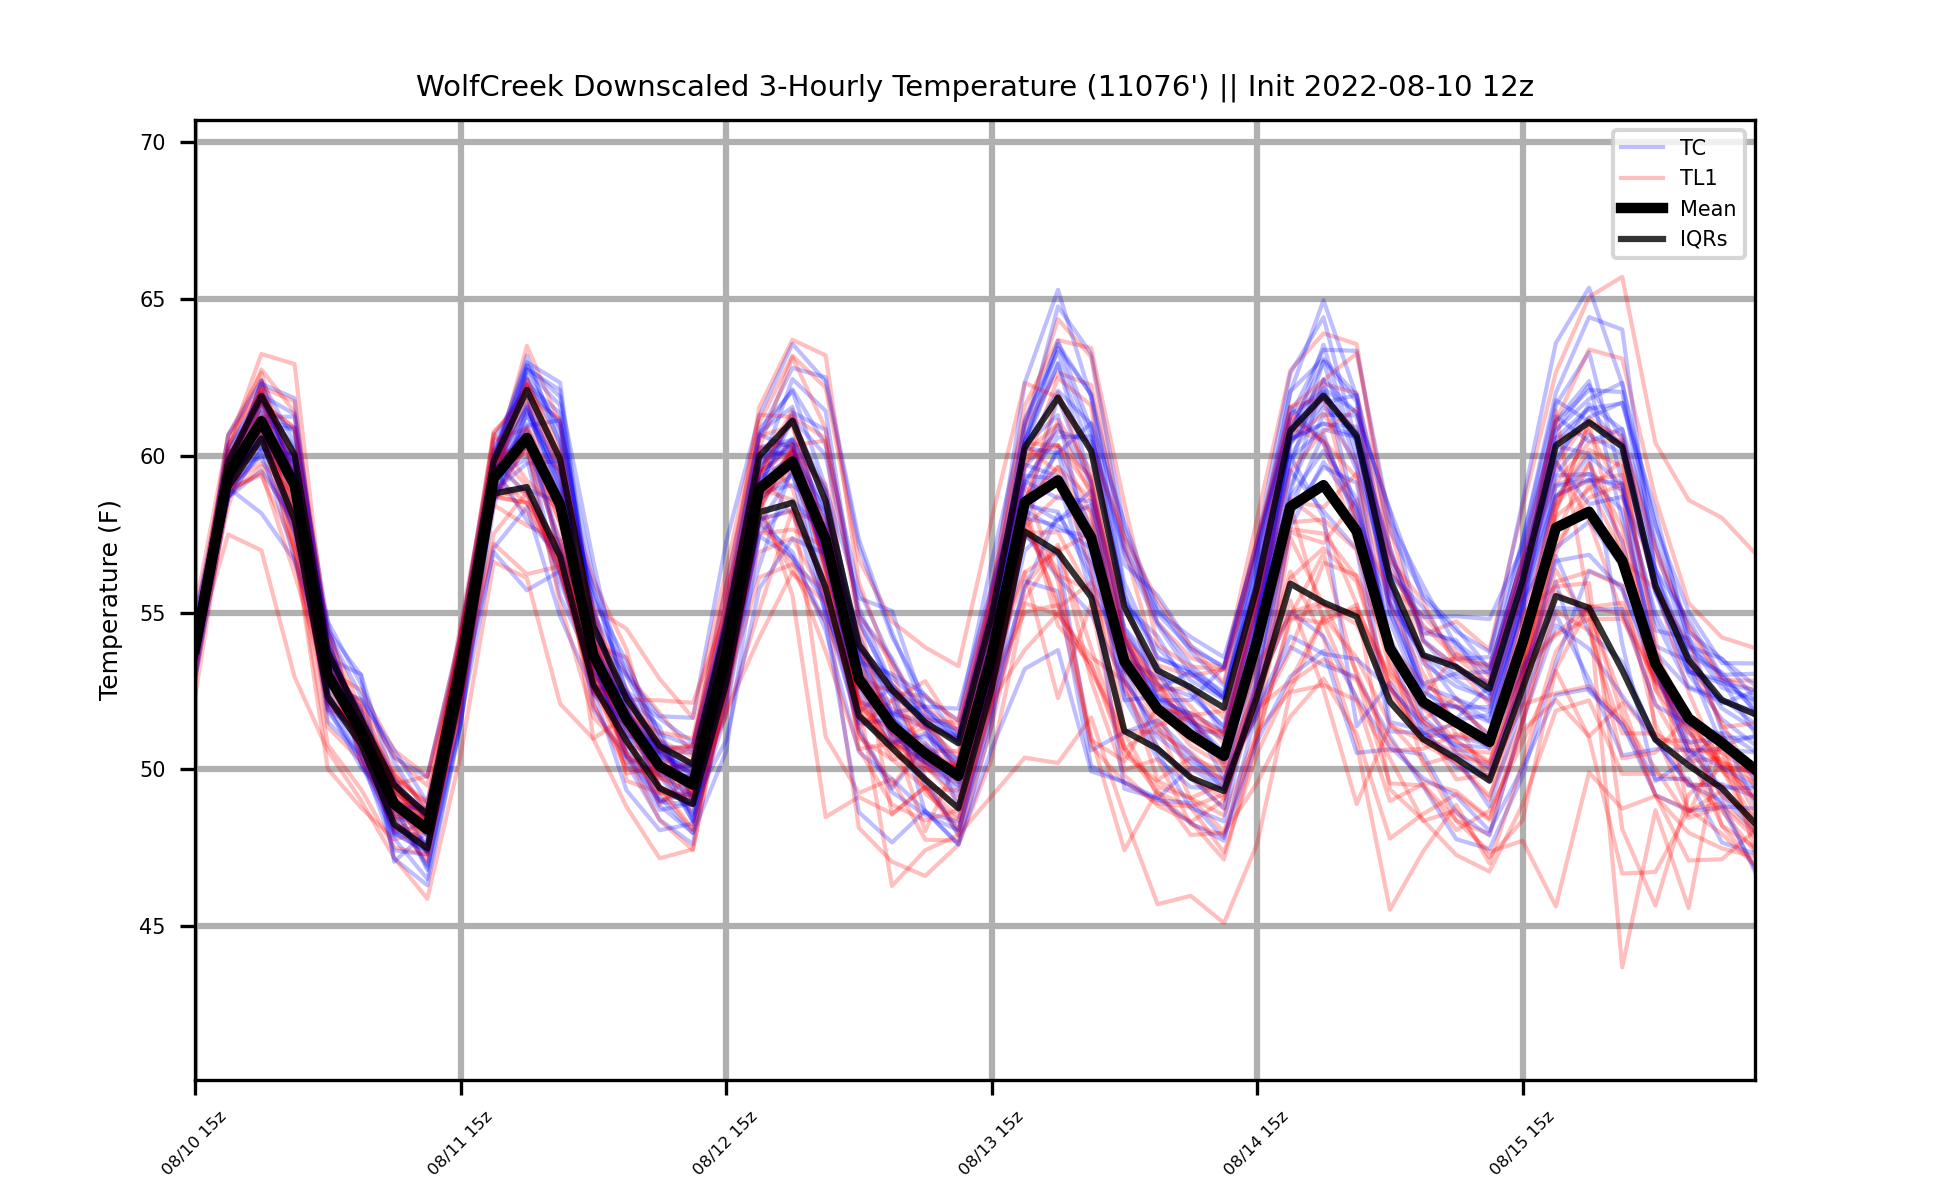 WolfCreek Downscaled 3-Hourly Temperature (11076') || Init 2022-08-10 12z
TC
TL1
Mean
IQRs
Temperature (F)
70
65
60
55
50
45
08/10 15z
08/11 15z
08/12 15z
08/13 15z
08/14 15z
08/15 15z